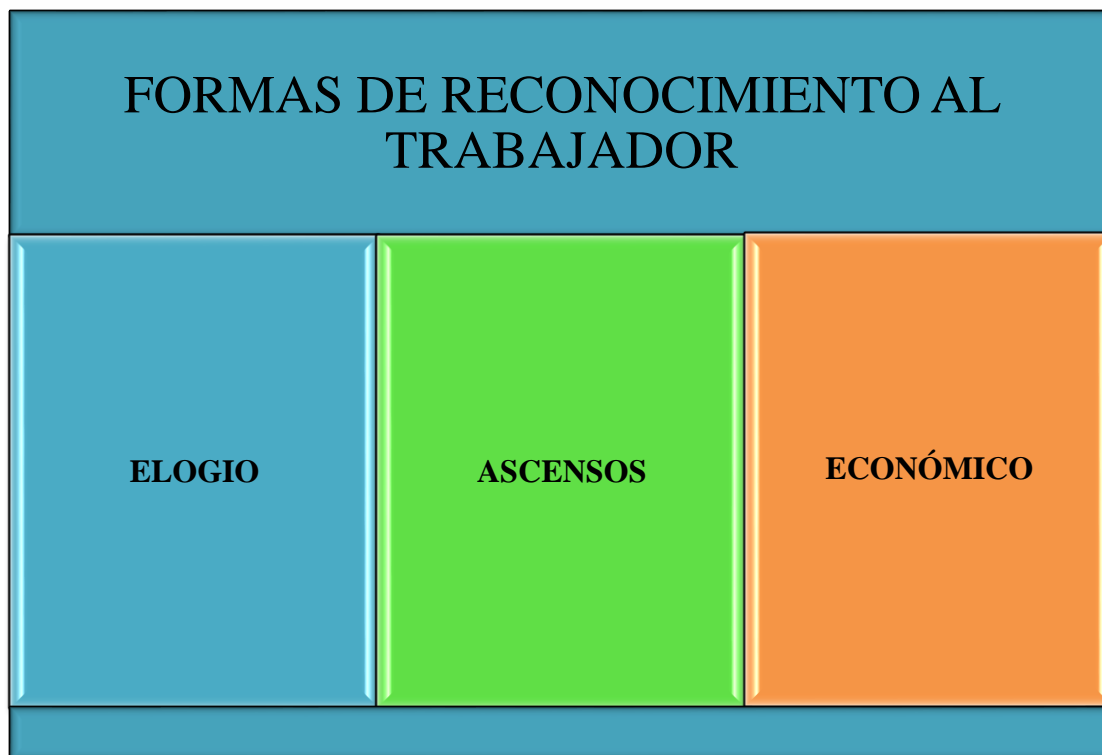 FORMAS DE RECONOCIMIENTO AL
TRABAJADOR
ELOGIO
ASCENSOS
ECONÓMICO